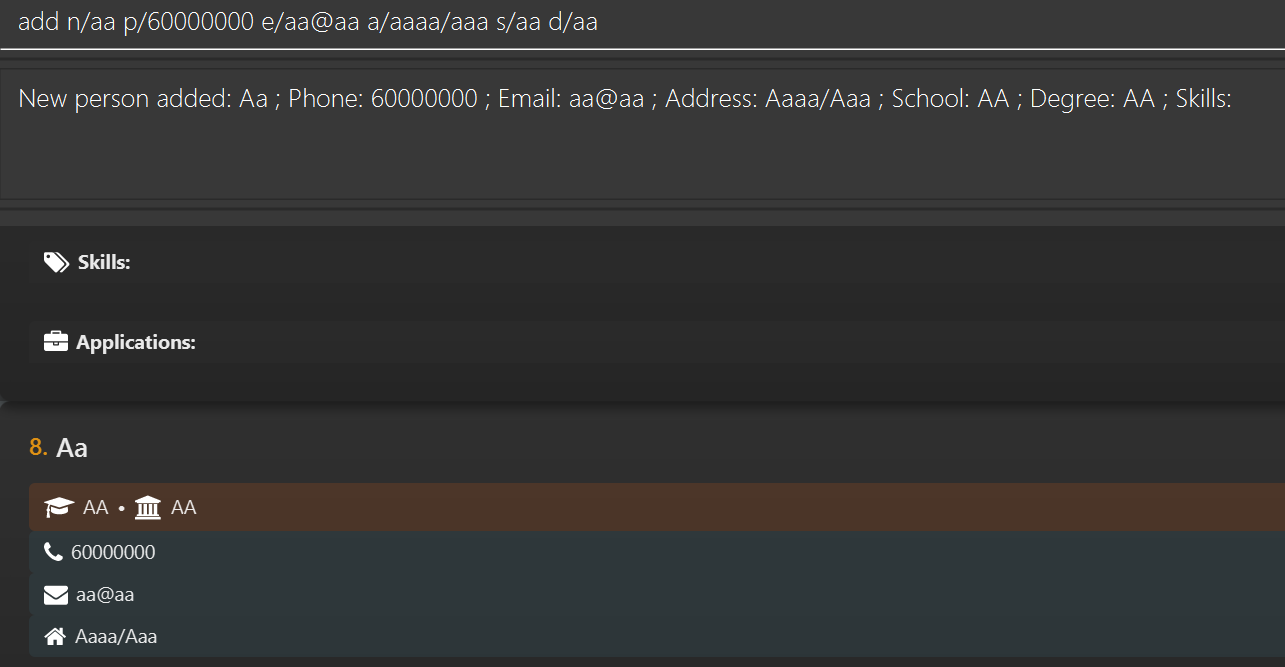 add n/aa p/60000000 e/aa@aa a/aaaa/aaa s/aa d/aa
New person added: Aa ; Phone: 60000000 ; Email: aa@aa ; Address: Aaaa/Aaa ; School: AA ; Degree: AA ; Skills:
Skills:
Applications:
8. Aa
AA • AA
60000000
aa@aa
Aaaa/Aaa